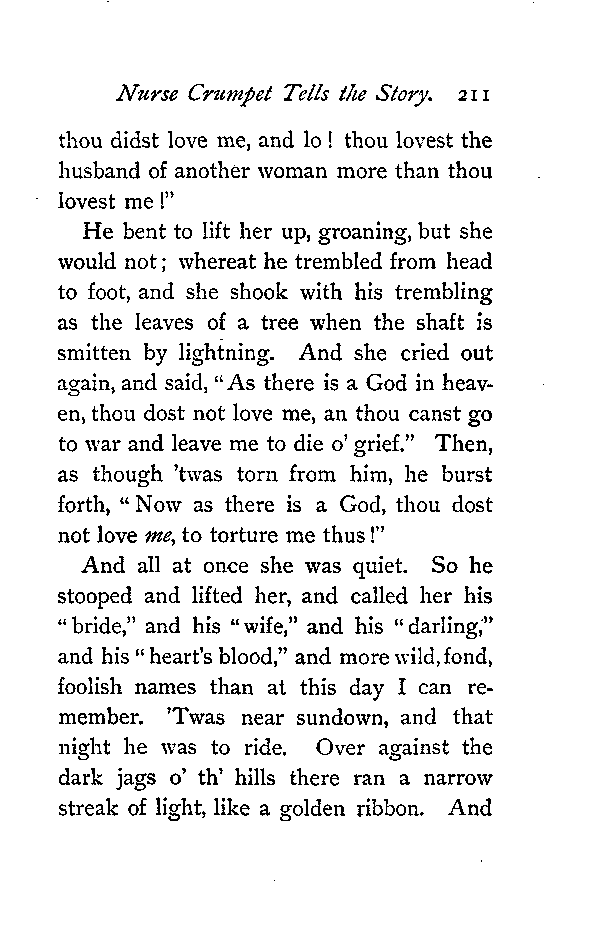 Nurse Crumpet Tells the Story. 211
thou didst love me, and lo! thou lovest the
husband of another woman more than thou
lovest me!"
He bent to lift her up, groaning, but she
would not; whereat he trembled from head
to foot, and she shook with his trembling
as the leaves of a tree when the shaft is
smitten by lightning. And she cried out
again, and said, "As there is a God in heav-
en, thou dost not love me, an thou canst go
to war and leave me to die o' grief." Then,
as though 'twas torn from him, he burst
forth, "Now as there is a God, thou dost
not love me, to torture me thus!"
And all at once she was quiet. So he
stooped and lifted her, and called her his
"bride," and his "wife," and his "darling,"
and his "heart's blood," and more wild, fond,
foolish names than at this day I can re-
member. 'Twas near sundown, and that
night he was to ride. Over against the
dark jags o' th' hills there ran a narrow
streak of light, like a golden ribbon. And